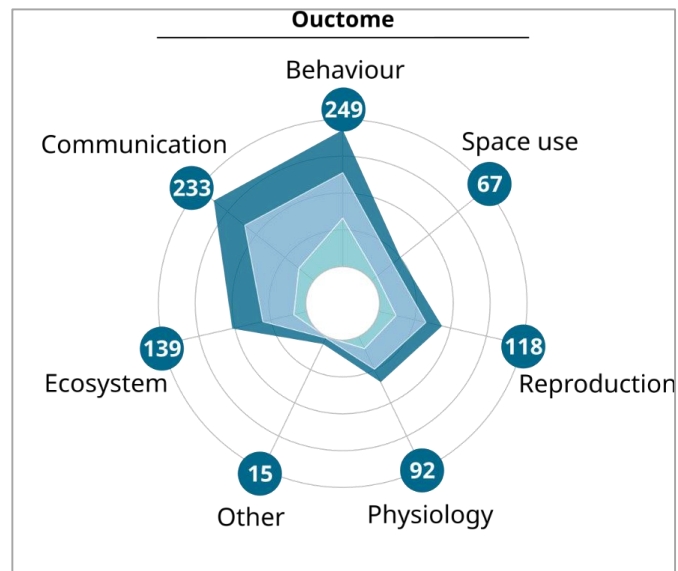 Ouctome
Behaviour
249
Communication
Space use
233
67
139
118
Ecosystem
Reproduction
15
92
Other
Physiology